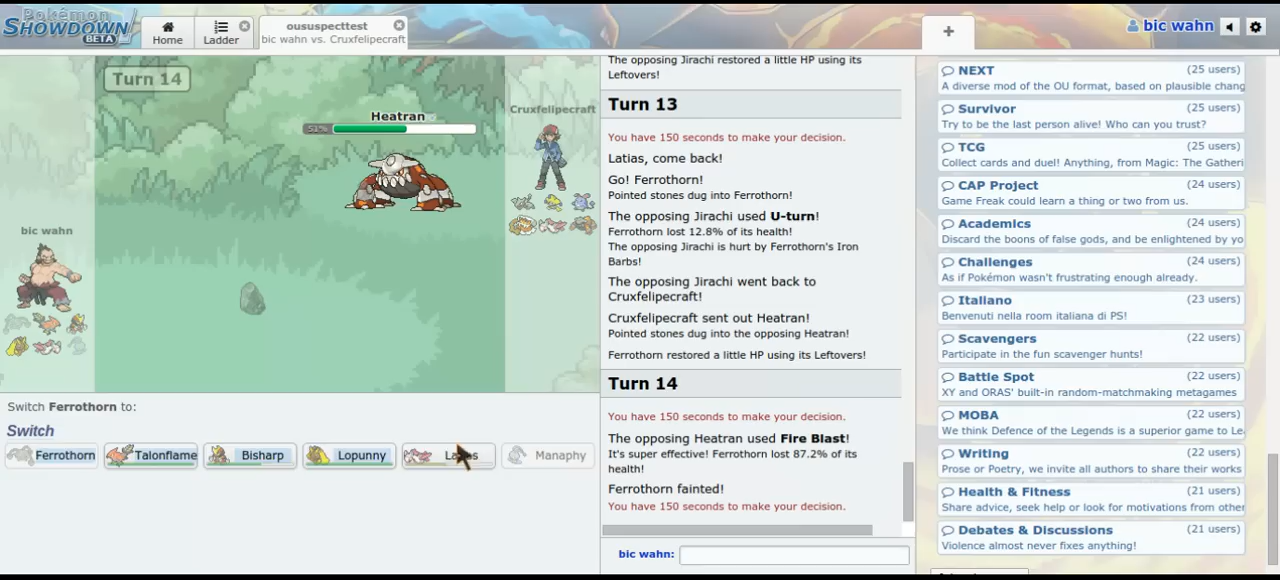 Pokémon
SHOWDOWN
BETA
Home
Ladder
oususpecttest
bic wahn vs. Cruxfelipecraft
+
bic wahn
Turn 14
Heatran
51%
Cruxfelipecraft
bic wahn
Switch Ferrothorn to:
Switch
Ferrothorn
Talonflame
Bisharp
Lopunny
Manaphy
The opposing Jirachi restored a little HP using its
Leftovers!
Turn 13
You have 150 seconds to make your decision.
Latias, come back!
Go! Ferrothorn!
Pointed stones dug into Ferrothorn!
The opposing Jirachi used U-turn!
Ferrothorn lost 12.8% of its health!
The opposing Jirachi is hurt by Ferrothorn's Iron
Barbs!
The opposing Jirachi went back to
Cruxfelipecraft!
Cruxfelipecraft sent out Heatran!
Pointed stones dug into the opposing Heatran!
Ferrothorn restored a little HP using its Leftovers!
Turn 14
You have 150 seconds to make your decision.
The opposing Heatran used Fire Blast!
It's super effective! Ferrothorn lost 87.2% of its
health!
Ferrothorn fainted!
You have 150 seconds to make your decision.
bic wahn:
NEXT (25 users)
A diverse mod of the OU format, based on plausible chang
Survivor (25 users)
Try to be the last person alive! Who can you trust?
TCG (25 users)
Collect cards and duel! Anything, from Magic: The Gatheri
CAP Project (24 users)
Game Freak could learn a thing or two from us.
Academics (24 users)
Discard the boons of false gods, and be enlightened by yo
Challenges (24 users)
As if Pokémon wasn't frustrating enough already.
Italiano (23 users)
Benvenuti nella room italiana di PS!
Scavengers (22 users)
Participate in the fun scavenger hunts!
Battle Spot (22 users)
XY and ORAS' built-in random-matchmaking metagames
MOBA (22 users)
We think Defence of the Legends is a superior game to Le
Writing (22 users)
Prose or Poetry, we invite all authors to share their works
Health & Fitness (21 users)
Share advice, seek help or look for motivations from other
Debates & Discussions (21 users)
Violence almost never fixes anything!